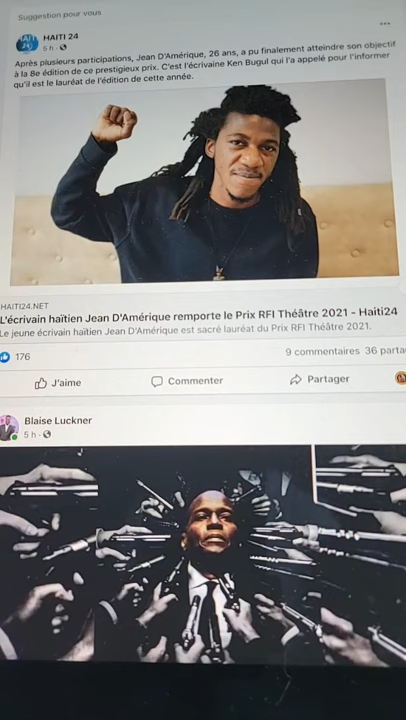 Suggestion pour vous
HAITI 24
5 h ·
Après plusieurs participations, Jean D'Amérique, 26 ans, a pu finalement atteindre son objectif
à la 8e édition de ce prestigieux prix. C'est l'écrivaine Ken Bugul qui l'a appelé pour l'informer
qu'il est le lauréat de l'édition de cette année.
HAITI24.NET
L'écrivain haïtien Jean D'Amérique remporte le Prix RFI Théâtre 2021 - Haiti24
Le jeune écrivain haïtien Jean D'Amérique est sacré lauréat du Prix RFI Théâtre 2021.
176
9 commentaires 36 parta
J'aime
Commenter
Partager
Blaise Luckner
5 h ·